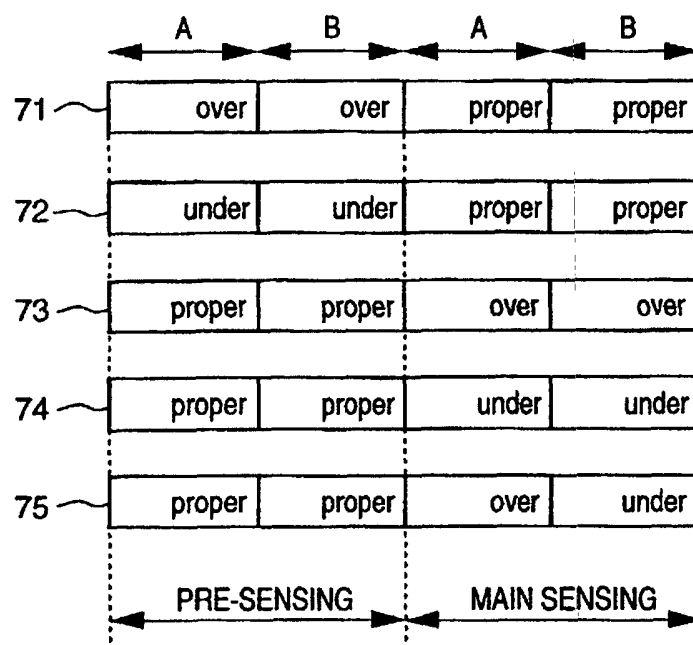 A B A B
71 over over proper proper
72 under under proper proper
73 proper proper over over
74 proper proper under under
75 proper proper over under
PRE-SENSING MAIN SENSING